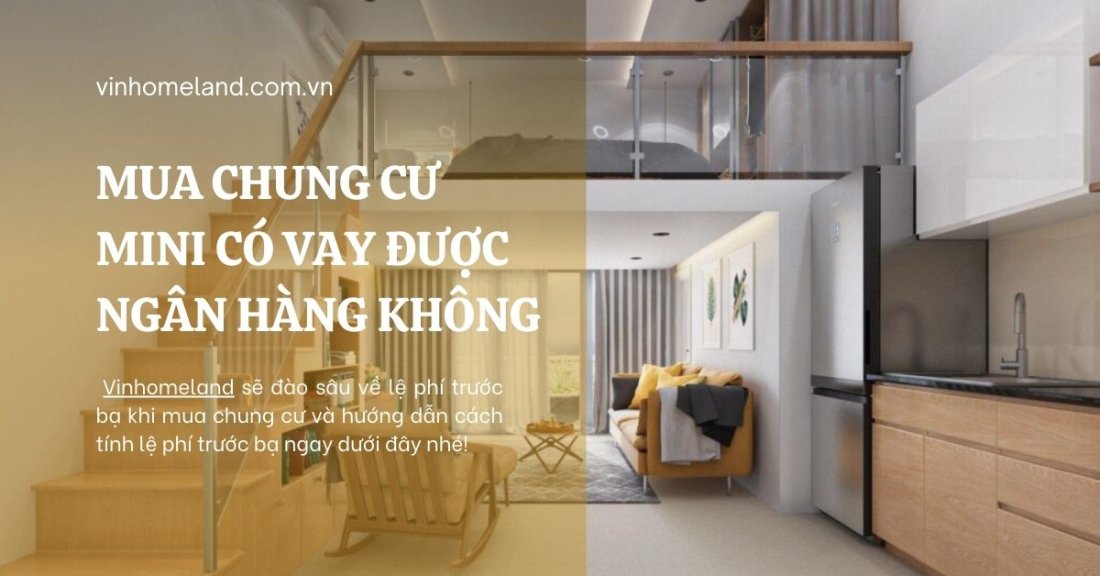 vinhomeland.com.vn
MUA CHUNG CƯ
MINI CÓ VAY ĐƯỢC
NGÂN HÀNG KHÔNG
Vinhomeland sẽ đào sâu về lệ phí trước
bạ khi mua chung cư và hướng dẫn cách
tính lệ phí trước bạ ngay dưới đây nhé!